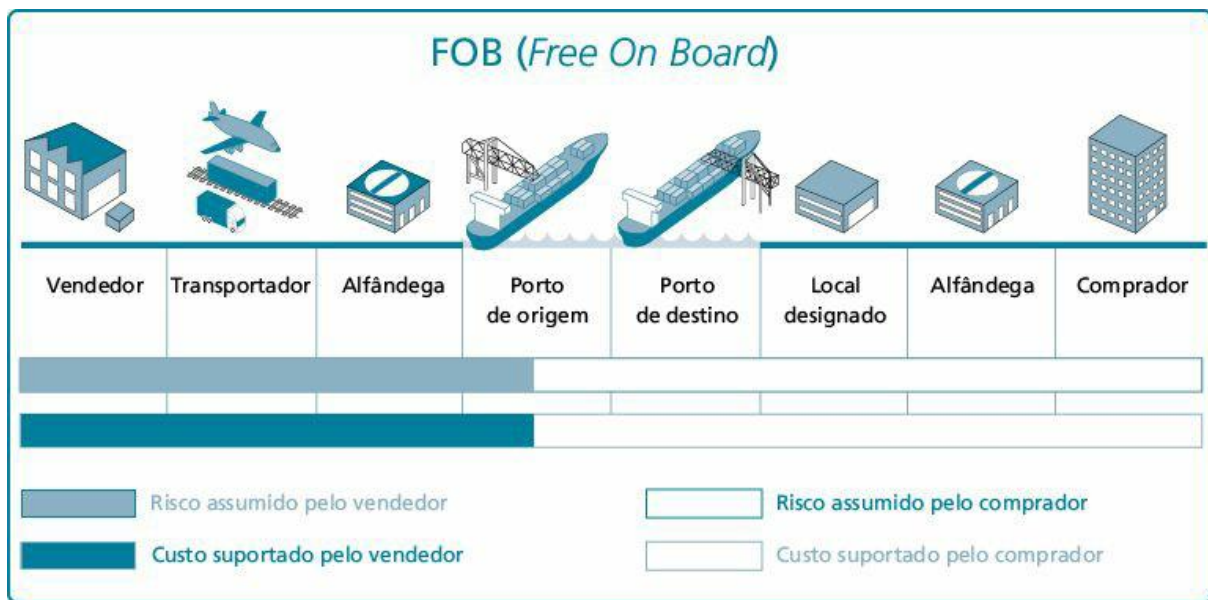 FOB (Free On Board)
Vendedor
Transportador
Alfândega
Porto
de origem
Porto
de destino
Local
designado
Alfândega
Comprador
Risco assumido pelo vendedor
Risco assumido pelo comprador
Custo suportado pelo vendedor
Custo suportado pelo comprador